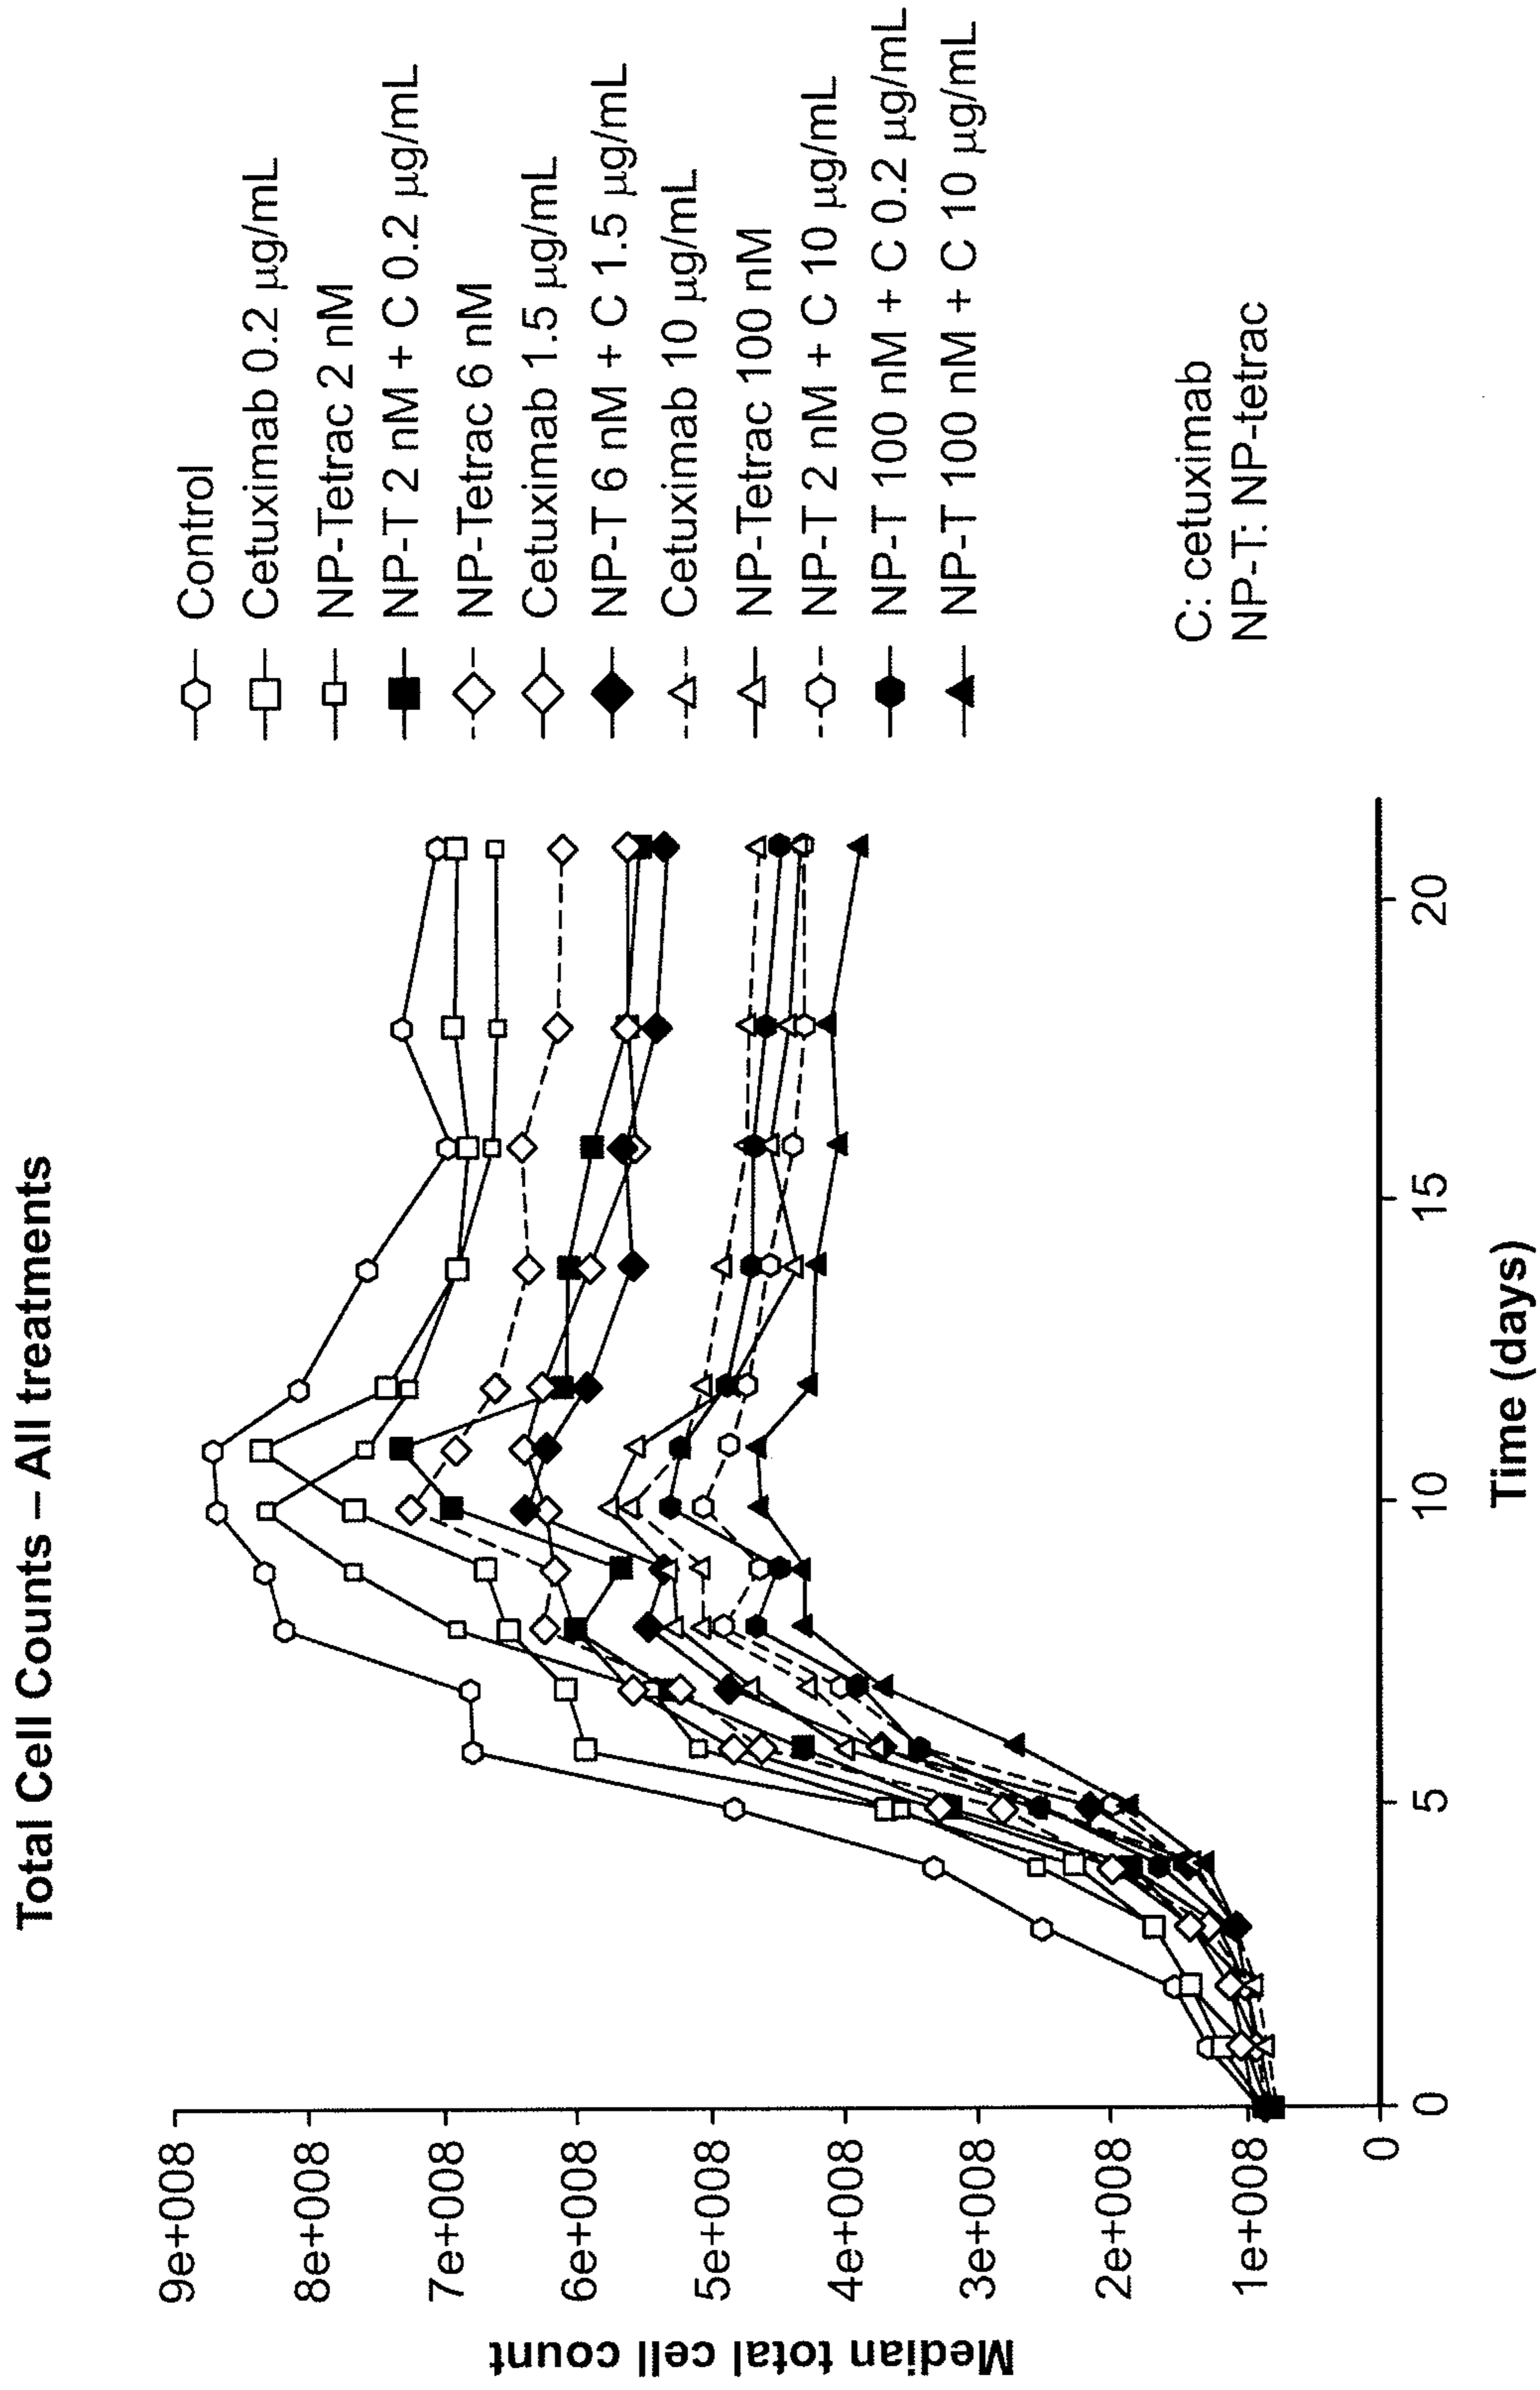 Total Cell Counts – All treatments
Median total cell count
9e+008
8e+008
7e+008
6e+008
5e+008
4e+008
3e+008
2e+008
1e+008
0
0
5
10
15
20
Time (days)
Control
Cetuximab 0.2 µg/mL
NP-Tetrac 2 nM
NP-T 2 nM + C 0.2 µg/mL
NP-Tetrac 6 nM
Cetuximab 1.5 µg/mL
NP-T 6 nM + C 1.5 µg/mL
Cetuximab 10 µg/mL
NP-Tetrac 100 nM
NP-T 2 nM + C 10 µg/mL
NP-T 100 nM + C 0.2 µg/mL
NP-T 100 nM + C 10 µg/mL
C: cetuximab
NP-T: NP-tetrac